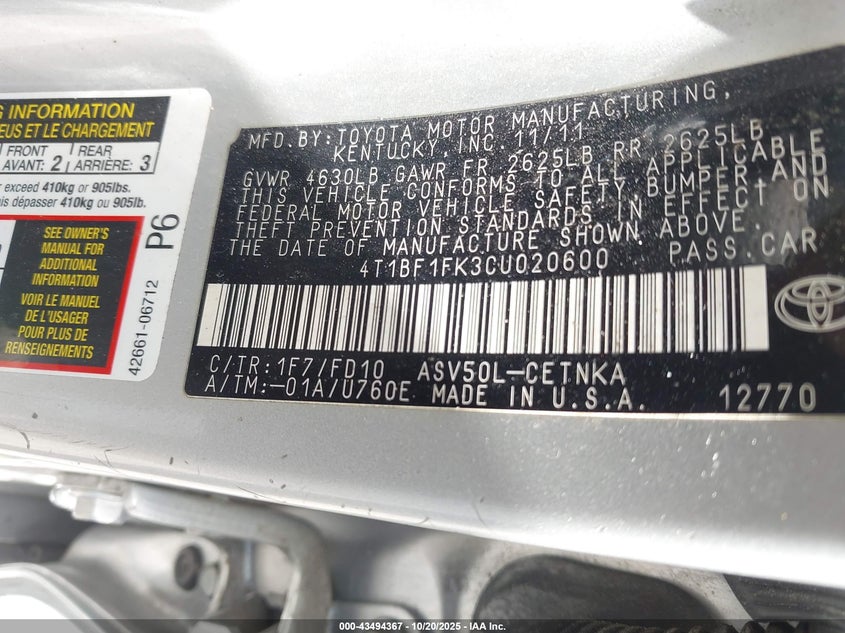 G INFORMATION
EUS ET LE CHARGEMENT
FRONT AVANT: 2 REAR ARRIÈRE: 3
exceed 410kg or 905lbs.
is dépasser 410kg ou 905lb.
SEE OWNER'S
MANUAL FOR
ADDITIONAL
INFORMATION
VOIR LE MANUEL
DE L'USAGER
POUR PLUS DE
RENSEIGNEMENTS
P6
42661-06712
MFD.BY:TOYOTA MOTOR MANUFACTURING,
KENTUCKY, INC. 11/11
GVWR 4630LB GAWR FR 2625LB RR 2625LB
THIS VEHICLE CONFORMS TO ALL APPLICABLE
FEDERAL MOTOR VEHICLE SAFETY, BUMPER AND
THEFT PREVENTION STANDARDS IN EFFECT ON
THE DATE OF MANUFACTURE SHOWN ABOVE.
4T1BF1FK3CU020600 PASS.CAR
C/TR:1F7/FD10 ASV50L-CETNKA
A/TM:-01A/U760E MADE IN U.S.A. 12770
000-43494367 - 10/20/2025 - IAA Inc.